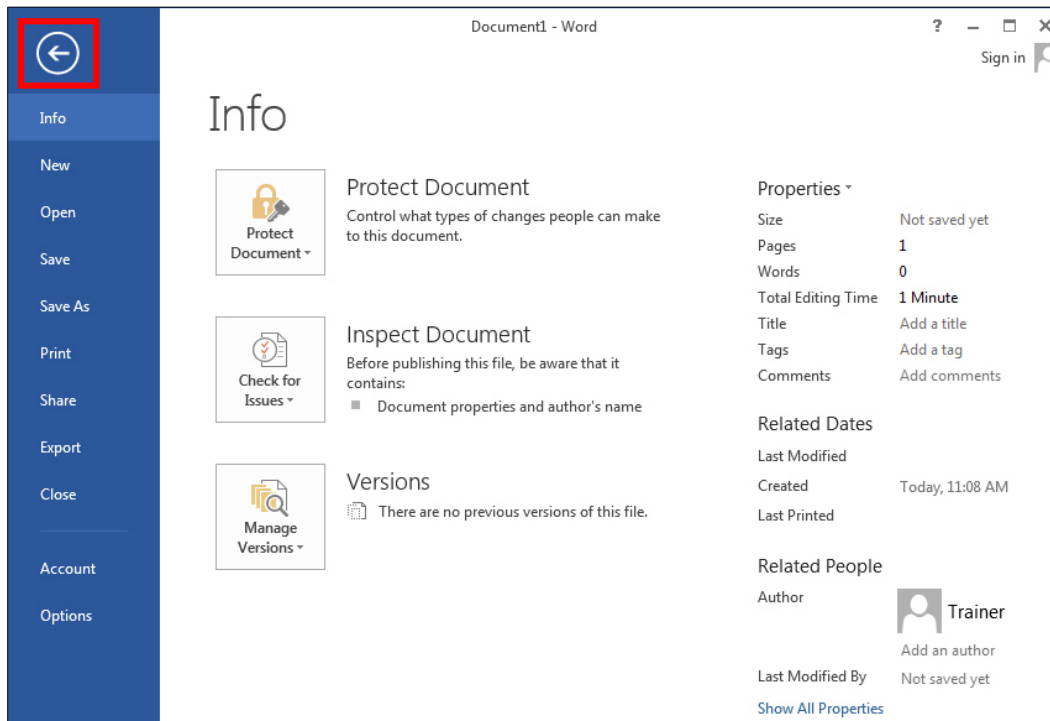 Document1 - Word
?
Sign in
Info
New
Open
Save
Save As
Print
Share
Export
Close
Account
Options
Info
Protect
Document
Protect Document
Control what types of changes people can make
to this document.
Check for
Issues
Inspect Document
Before publishing this file, be aware that it
contains:
Document properties and author's name
Manage
Versions
Versions
There are no previous versions of this file.
Properties
Size Not saved yet
Pages 1
Words 0
Total Editing Time 1 Minute
Title Add a title
Tags Add a tag
Comments Add comments
Related Dates
Last Modified
Created Today, 11:08 AM
Last Printed
Related People
Author Trainer
Add an author
Last Modified By Not saved yet
Show All Properties